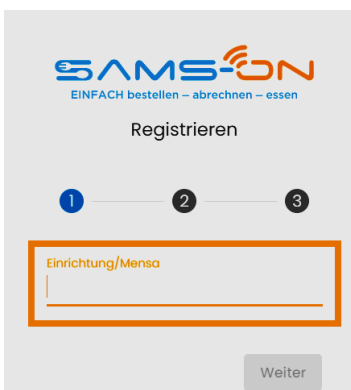 SAMS-ON
EINFACH bestellen – abrechnen – essen
Registrieren
1 2 3
Einrichtung/Mensa
Weiter